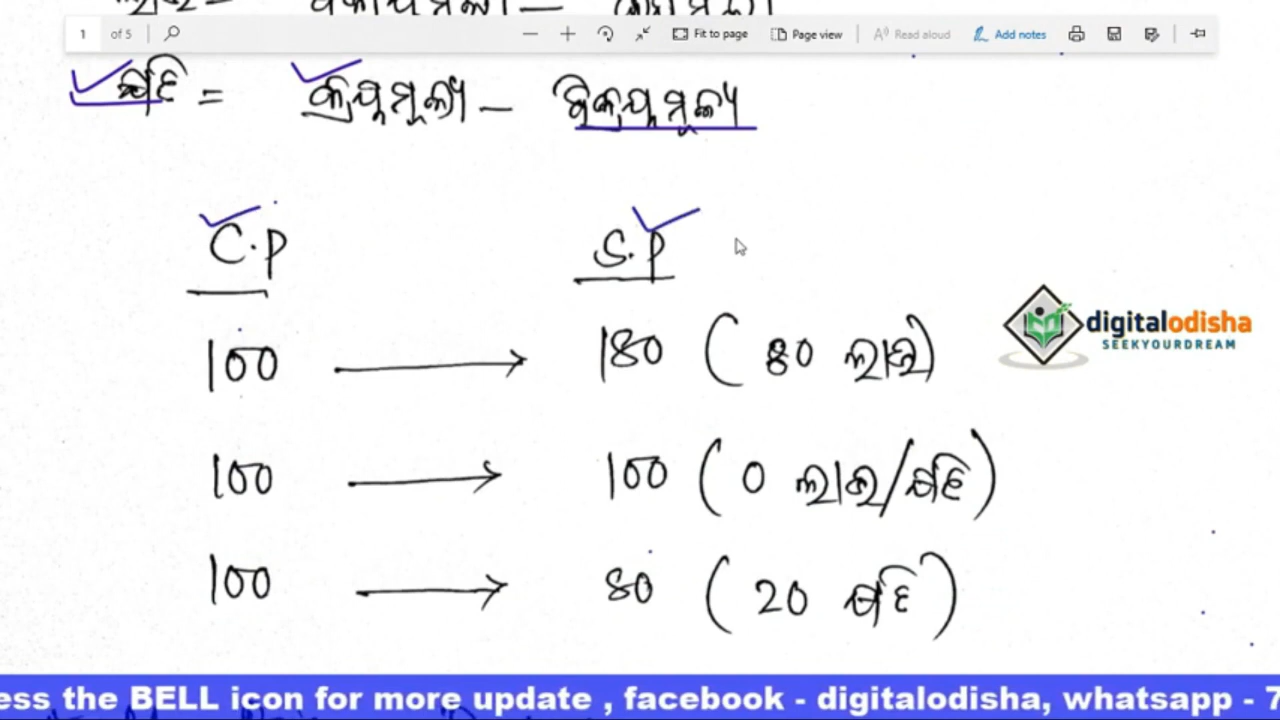 1 of 5 Fit to page Page view Read aloud Add notes
କ୍ଷତି = କ୍ରୟମୂଲ୍ୟ – ବିକ୍ରୟମୂଲ୍ୟ
C.P S.P
100 → 180 (80 ଲାଭ)
digitalodisha
SEEKYOURDREAM
100 → 100 (0 ଲାଭ/କ୍ଷତି)
100 → 80 (20 କ୍ଷତି)
ess the BELL icon for more update , facebook - digitalodisha, whatsapp - 7